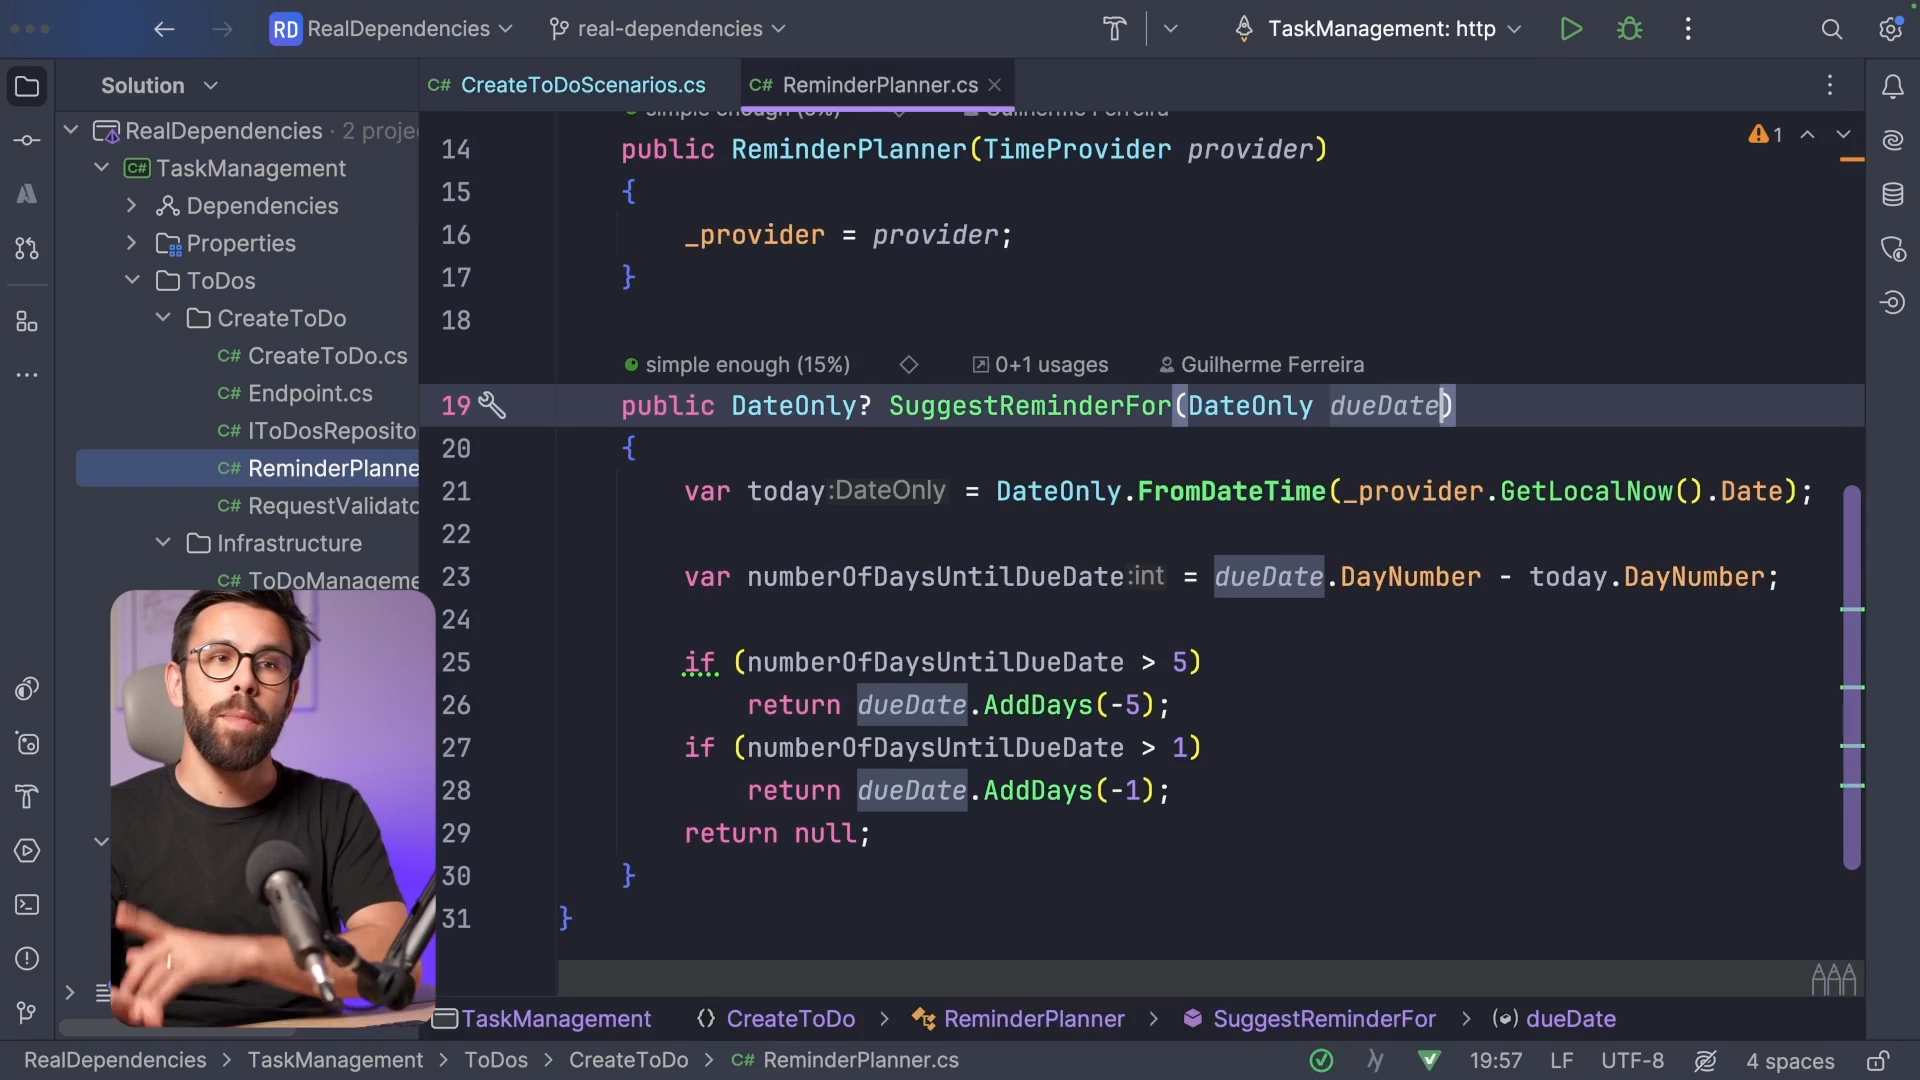 RD RealDependencies
real-dependencies
TaskManagement: http
Solution
C# CreateToDoScenarios.cs
C# ReminderPlanner.cs
RealDependencies · 2 proje
C# TaskManagement
Dependencies
Properties
ToDos
CreateToDo
C# CreateToDo.cs
C# Endpoint.cs
C# IToDosReposito
C# ReminderPlanne
C# RequestValidato
Infrastructure
C# ToDoManageme
1
simple enough
Guilherme Ferreira
14 public ReminderPlanner(TimeProvider provider)
15 {
16 _provider = provider;
17 }
18
simple enough (15%) 0+1 usages Guilherme Ferreira
19 public DateOnly? SuggestReminderFor(DateOnly dueDate)
20 {
21 var today:DateOnly = DateOnly.FromDateTime(_provider.GetLocalNow().Date);
22
23 var numberOfDaysUntilDueDate:int = dueDate.DayNumber - today.DayNumber;
24
25 if (numberOfDaysUntilDueDate > 5)
26 return dueDate.AddDays(-5);
27 if (numberOfDaysUntilDueDate > 1)
28 return dueDate.AddDays(-1);
29 return null;
30 }
31 }
TaskManagement CreateToDo > ReminderPlanner > SuggestReminderFor > dueDate
RealDependencies > TaskManagement > ToDos > CreateToDo > C# ReminderPlanner.cs
19:57 LF UTF-8 4 spaces